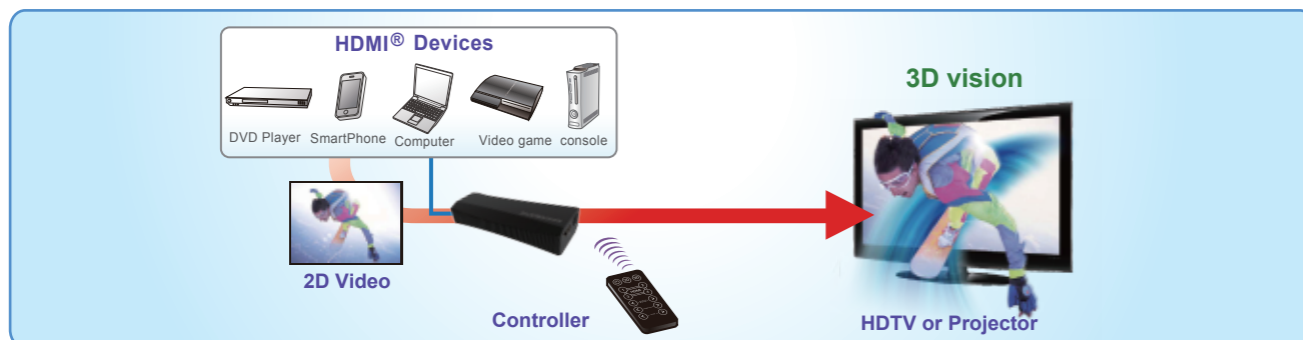 HDMI® Devices
DVD Player SmartPhone Computer Video game console
3D vision
2D Video
Controller
HDTV or Projector